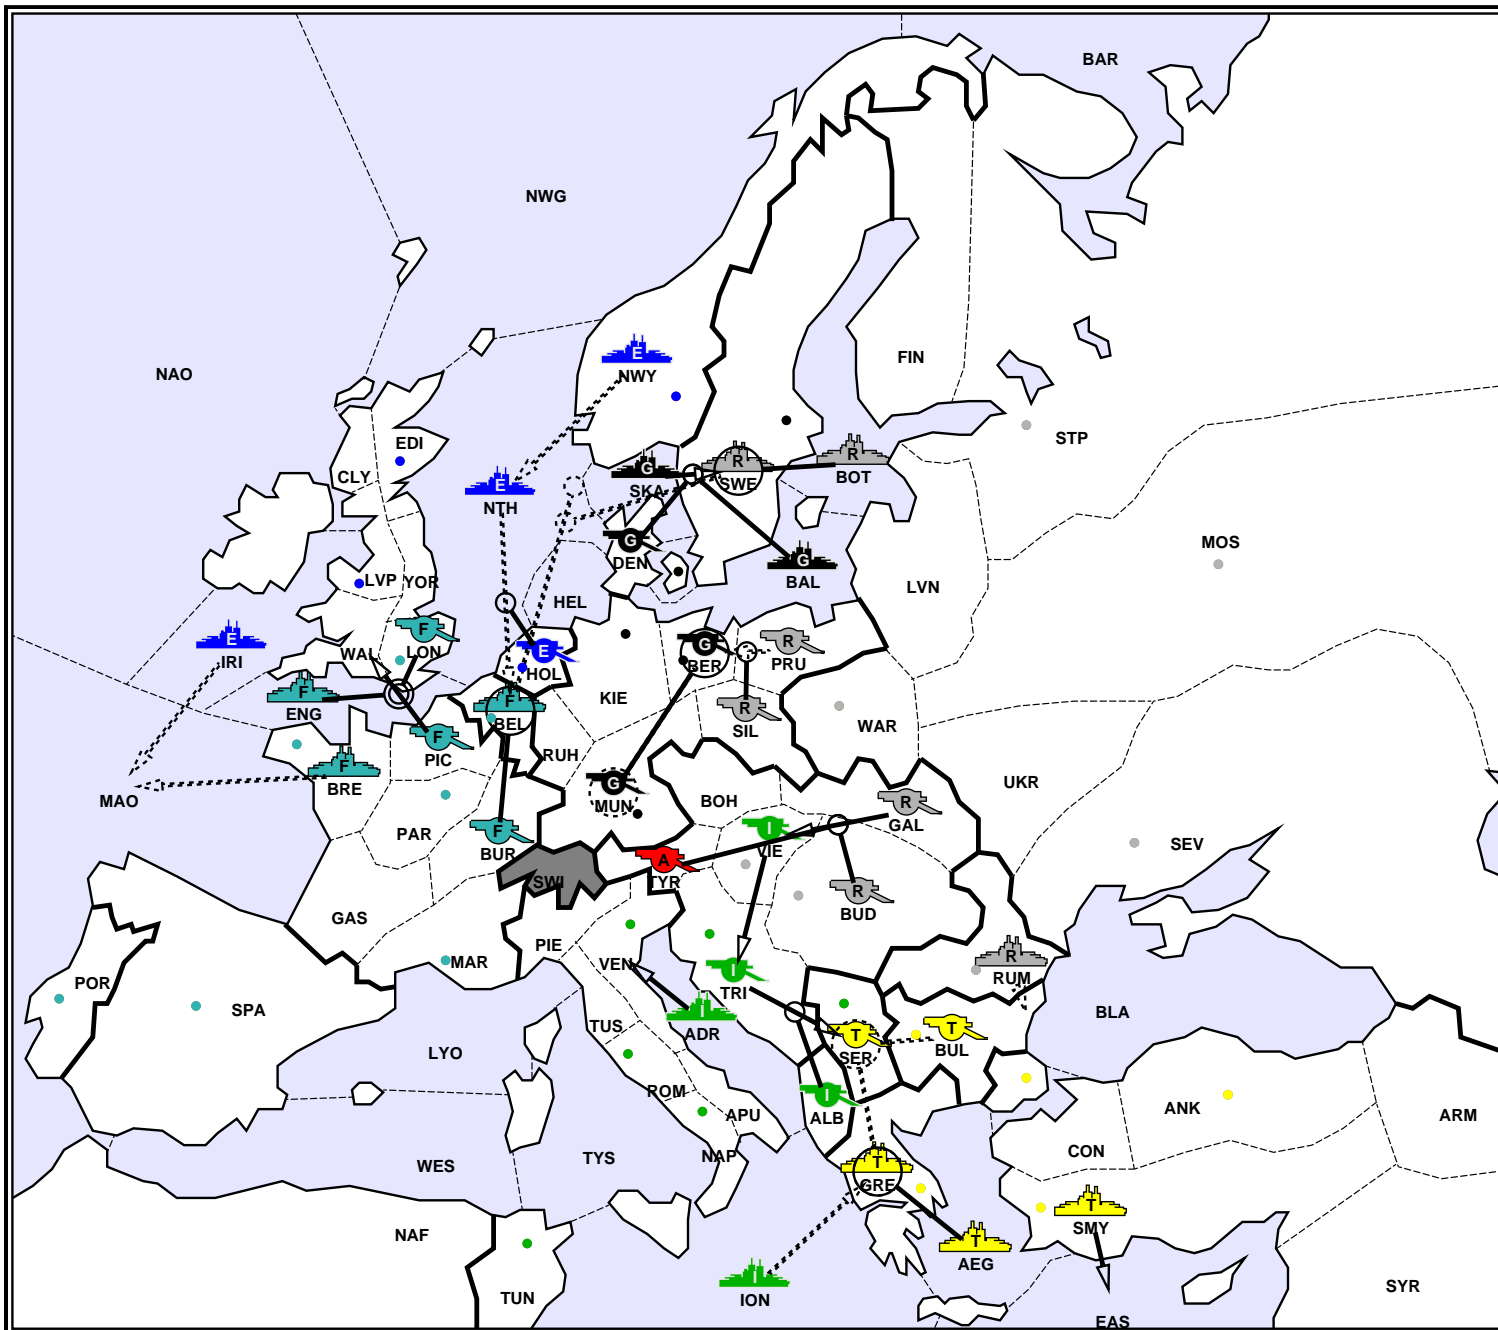 BAR
NWG
E
NWY
NAO
FIN
EDI
STP
CLY
G
SKA
R
SWE
R
BOT
E
NTH
G
DEN
G
BAL
MOS
LVP
YOR
HEL
LVN
F
LON
WAL
E
IRI
E
HOL
G
BER
R
PRU
F
ENG
F
BEL
KIE
R
SIL
WAR
F
PIC
RUH
F
BRE
MAO
G
MUN
BOH
UKR
R
GAL
PAR
F
BUR
I
VIE
SEV
A
TYR
SWI
R
BUD
GAS
PIE
MAR
VEN
R
RUM
POR
SPA
I
TRI
BLA
I
ADR
TUS
T
SER
T
BUL
LYO
ROM
I
ALB
APU
ANK
ARM
CON
WES
TYS
NAP
T
GRE
T
SMY
NAF
T
AEG
I
ION
TUN
SYR
EAS